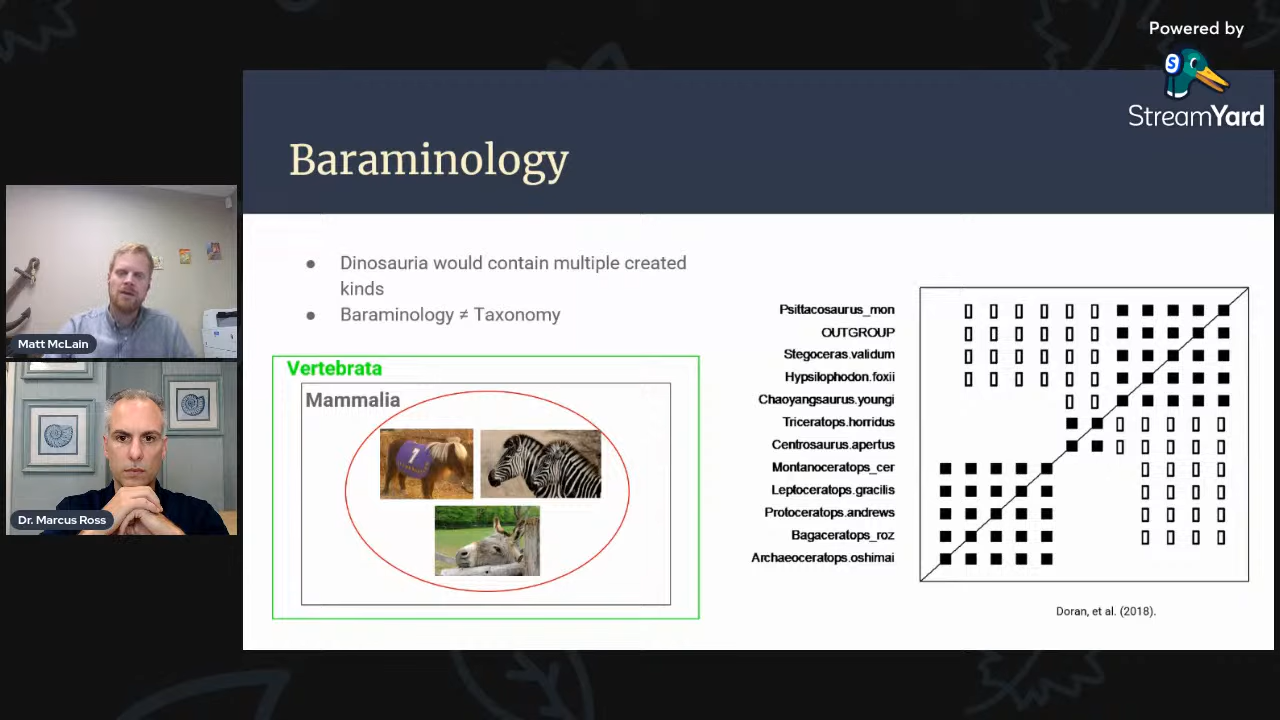 Powered by
StreamYard
Baraminology
Dinosauria would contain multiple created
kinds
Baraminology ≠ Taxonomy
Vertebrata
Mammalia
1
Psittacosaurus_mon
OUTGROUP
Stegoceras.validum
Hypsilophodon.foxii
Chaoyangsaurus.youngi
Triceratops.horridus
Centrosaurus.apertus
Montanoceratops_cer
Leptoceratops.gracilis
Protoceratops.andrews
Bagaceratops_roz
Archaeoceratops.oshimai
Doran, et al. (2018).
Matt McLain
Dr. Marcus Ross